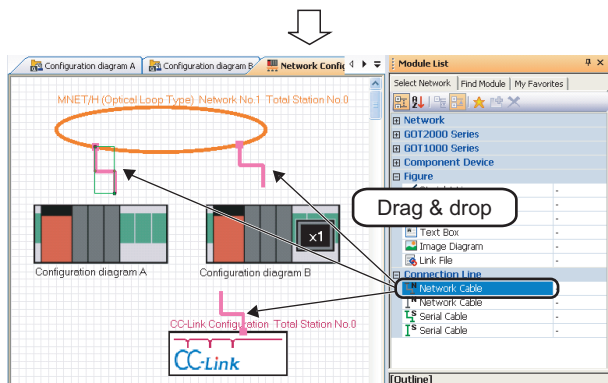 Configuration diagram A
Configuration diagram B
Network Config
MNET/H (Optical Loop Type) Network No.1 Total Station No.0
x1
Configuration diagram A
Configuration diagram B
CC-Link Configuration Total Station No.0
CC-Link
Module List
Select Network
Find Module
My Favorites
Network
GOT2000 Series
GOT1000 Series
Component Device
Figure
Drag & drop
Text Box
Image Diagram
Link File
Connection Line
Network Cable
Network Cable
Serial Cable
Serial Cable
[Outline]